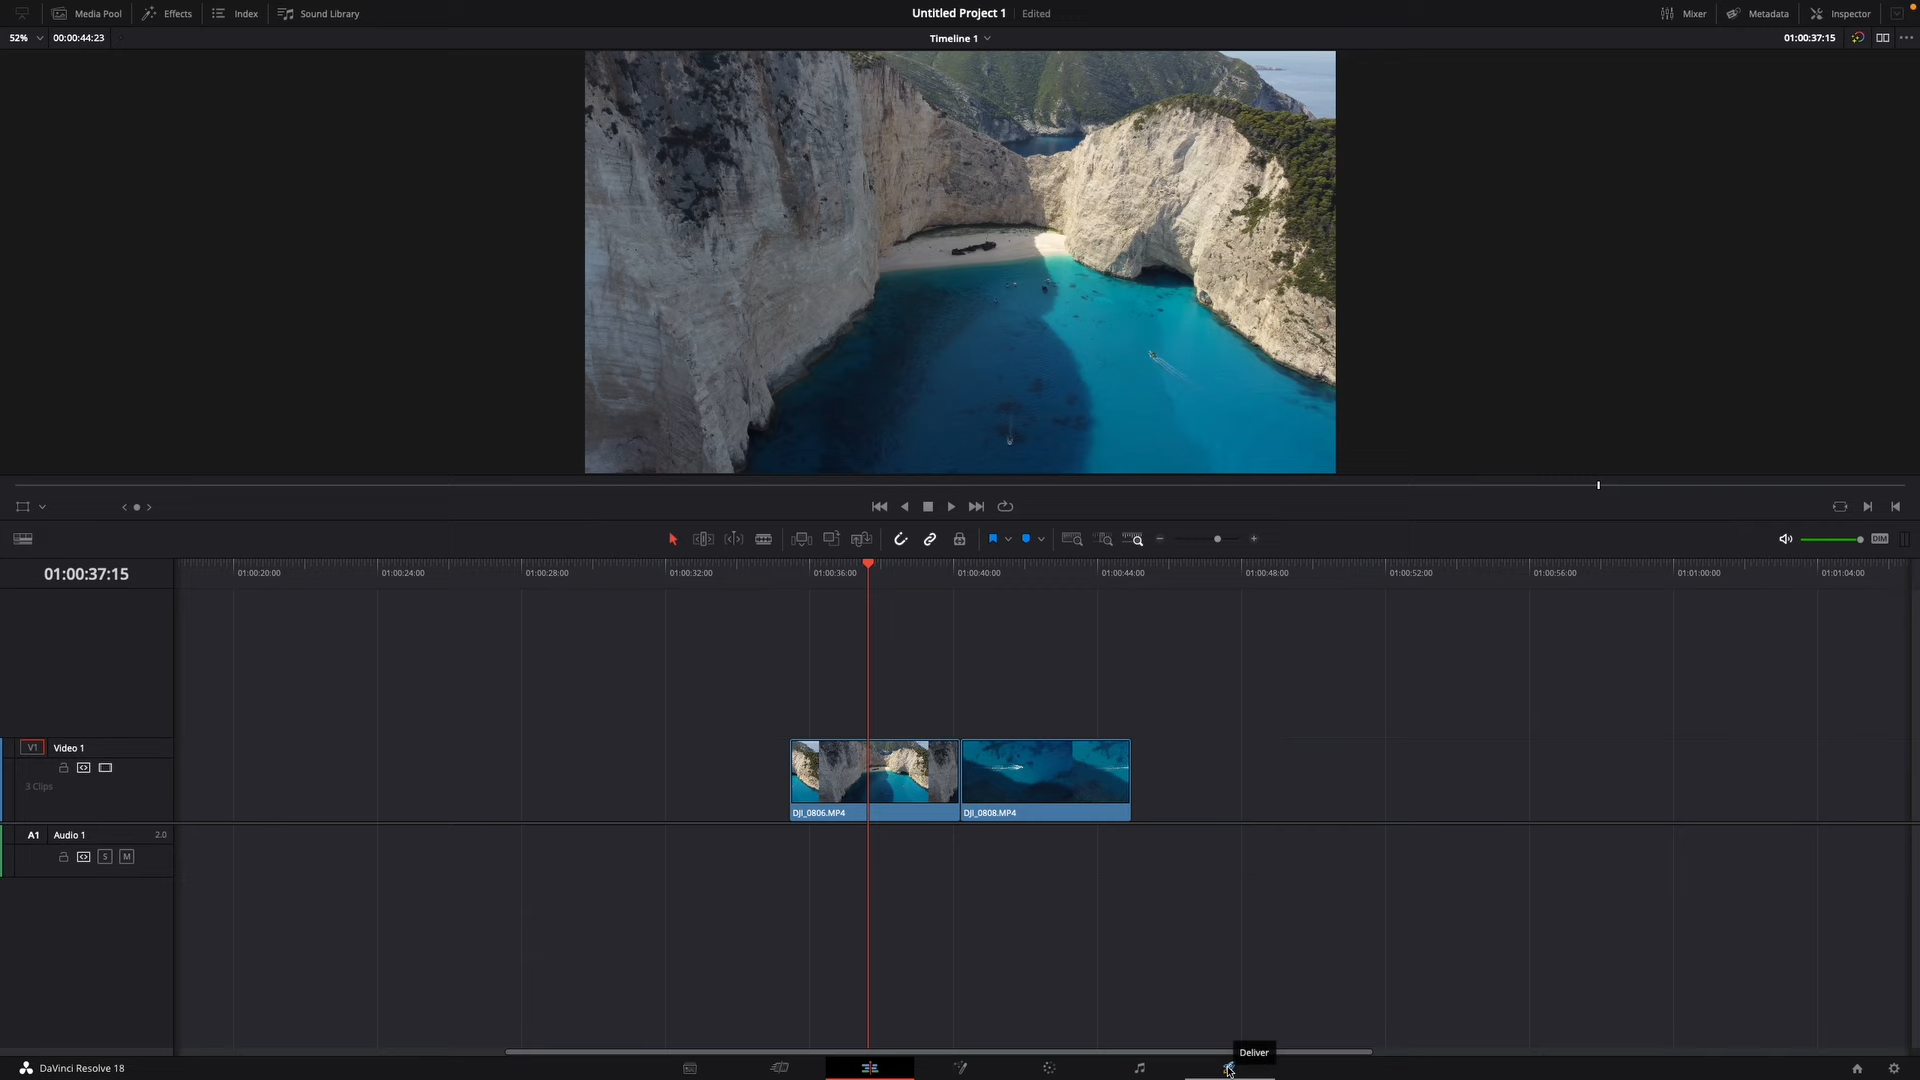 Media Pool Effects Index Sound Library Untitled Project 1 Edited Mixer Metadata Inspector
52% 00:00:44:23 Timeline 1 01:00:37:15
DIM
01:00:37:15 01:00:20:00 01:00:24:00 01:00:28:00 01:00:32:00 01:00:36:00 01:00:40:00 01:00:44:00 01:00:48:00 01:00:52:00 01:00:56:00 01:01:00:00 01:01:04:00
V1 Video 1
3 Clips
DJI_0806.MP4 DJI_0808.MP4
A1 Audio 1 2.0
S M
Deliver
DaVinci Resolve 18